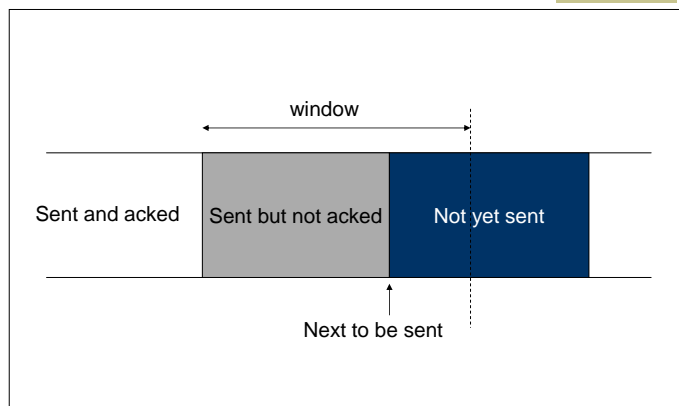 window
Sent and acked
Sent but not acked
Not yet sent
Next to be sent